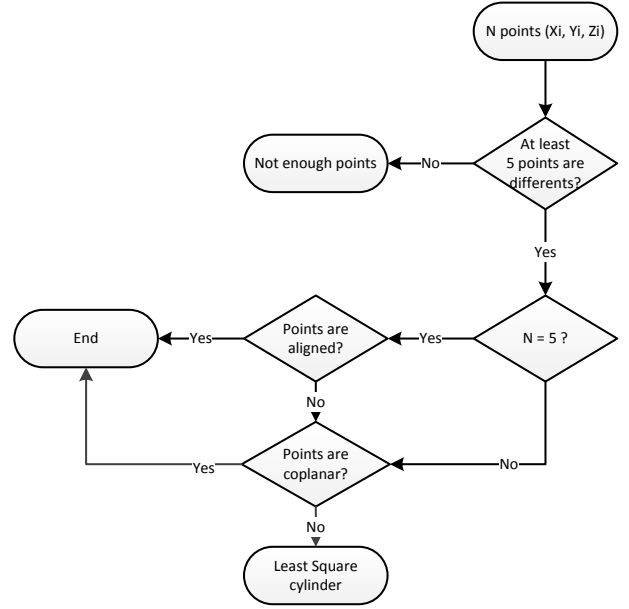 N points (Xi, Yi, Zi)
At least
5 points are
differents?
No
Not enough points
Yes
N = 5 ?
Yes
Points are
aligned?
Yes
End
No
No
Points are
coplanar?
Yes
No
Least Square
cylinder